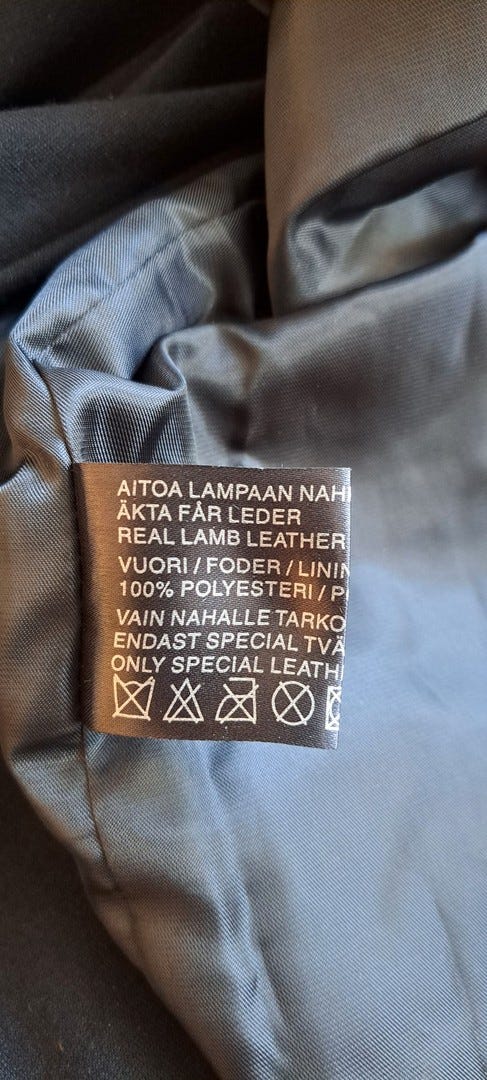 AITOA LAMPAAN NAH
ÄKTA FÅR LEDER
REAL LAMB LEATHER
VUORI / FODER / LININ
100% POLYESTERI / P
VAIN NAHALLE TARKO
ENDAST SPECIAL TVÄ
ONLY SPECIAL LEATH